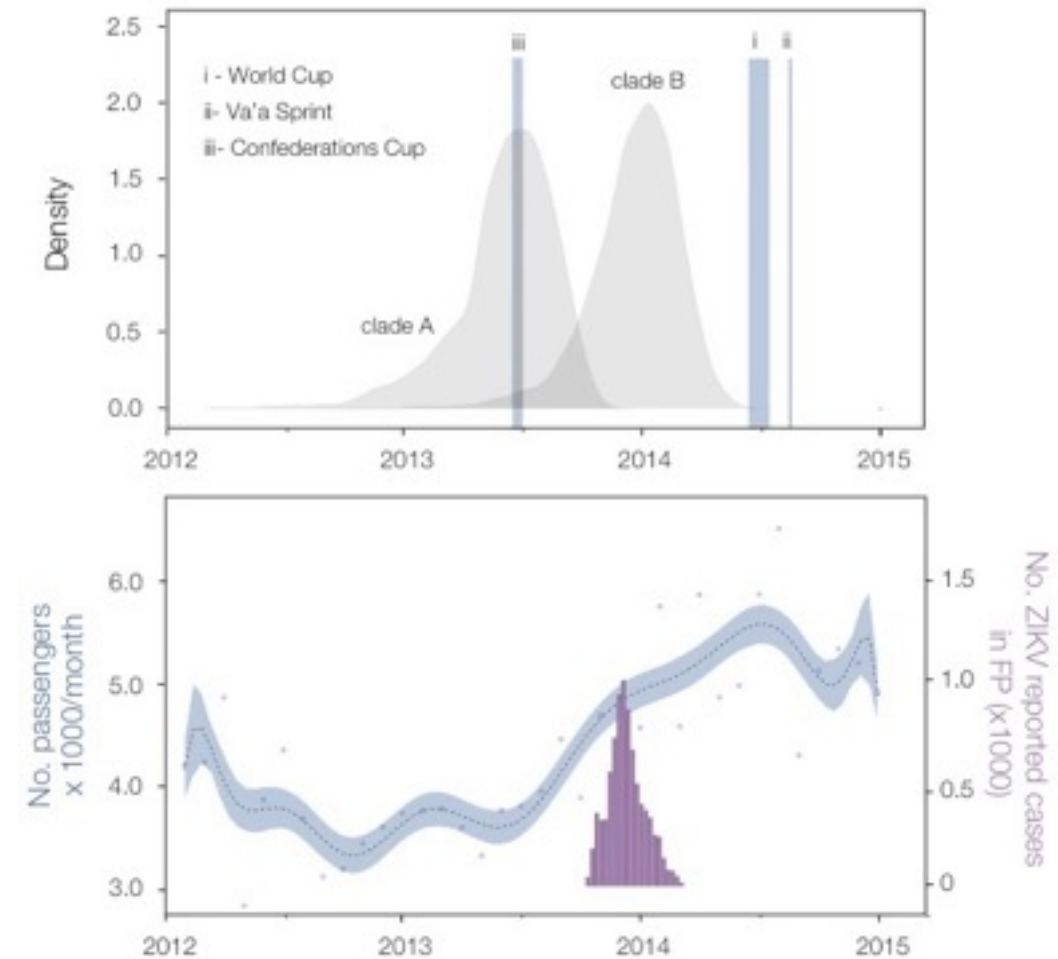 2.5
iii
i
ii
i - World Cup
clade B
2.0
ii- Va'a Sprint
iii- Confederations Cup
1.5
Density
1.0
clade A
0.5
0.0
2012
2013
2014
2015
6.0
1.5
No. passengers
x 1000/month
5.0
1.0
No. ZIKV reported cases
in FP (x1000)
4.0
0.5
3.0
0
2012
2013
2014
2015